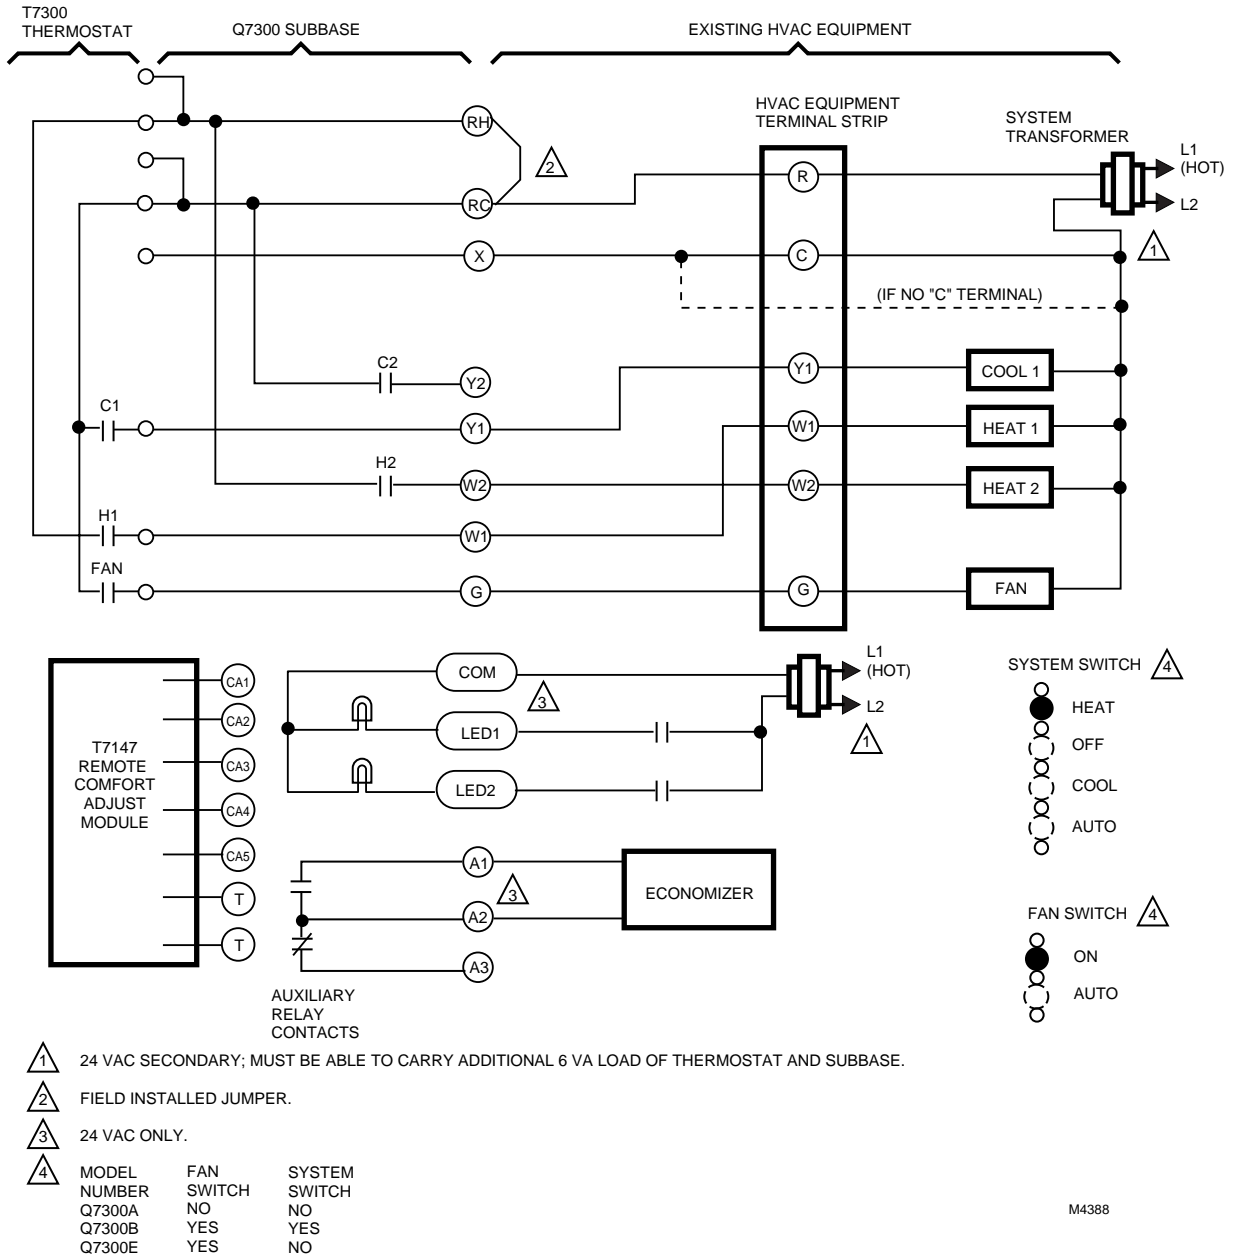 T7300
THERMOSTAT
Q7300 SUBBASE
EXISTING HVAC EQUIPMENT
HVAC EQUIPMENT
TERMINAL STRIP
SYSTEM
TRANSFORMER
L1
(HOT)
L2
1
RH
2
R
RC
X
C
(IF NO "C" TERMINAL)
C2
Y2
Y1
COOL 1
C1
Y1
W1
HEAT 1
H2
W2
W2
HEAT 2
H1
W1
FAN
G
G
FAN
T7147
REMOTE
COMFORT
ADJUST
MODULE
CA1
CA2
CA3
CA4
CA5
T
T
COM
3
LED1
LED2
L1
(HOT)
L2
1
A1
3
A2
A3
ECONOMIZER
AUXILIARY
RELAY
CONTACTS
SYSTEM SWITCH 4
HEAT
OFF
COOL
AUTO
FAN SWITCH 4
ON
AUTO
1 24 VAC SECONDARY; MUST BE ABLE TO CARRY ADDITIONAL 6 VA LOAD OF THERMOSTAT AND SUBBASE.
2 FIELD INSTALLED JUMPER.
3 24 VAC ONLY.
4 MODEL FAN SYSTEM
NUMBER SWITCH SWITCH
Q7300A NO NO
Q7300B YES YES
Q7300E YES NO
M4388